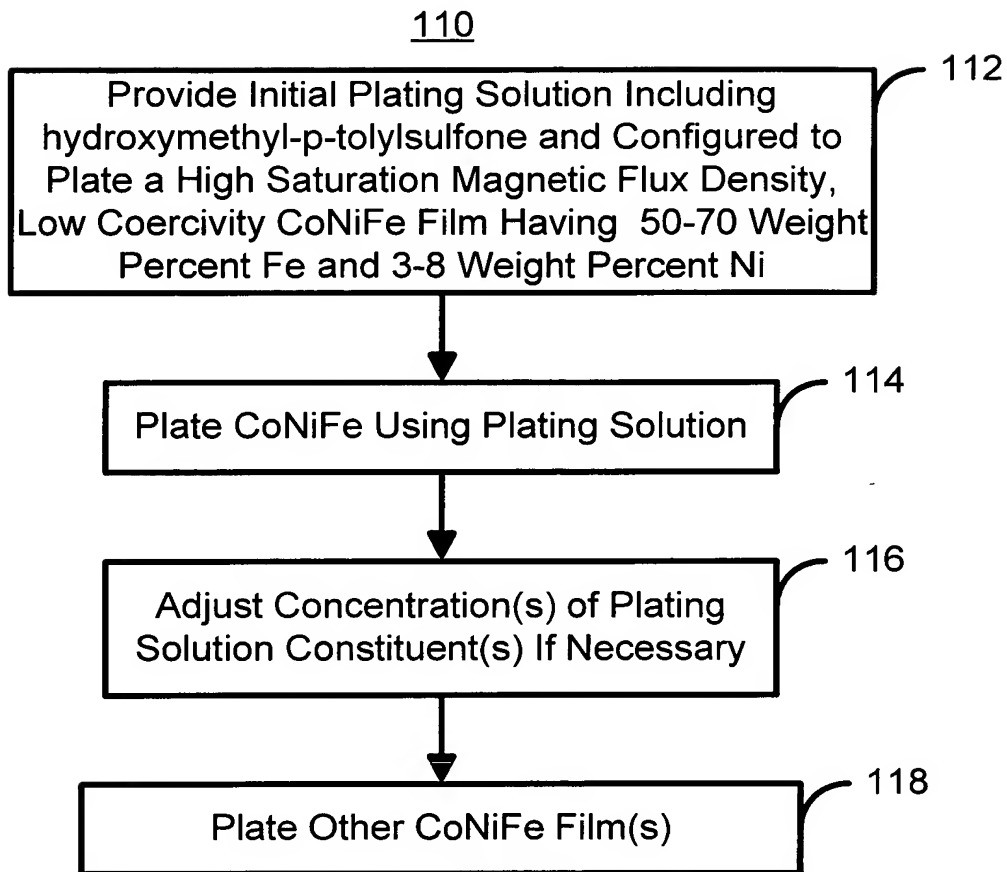 110
112
Provide Initial Plating Solution Including
hydroxymethyl-p-tolylsulfone and Configured to
Plate a High Saturation Magnetic Flux Density,
Low Coercivity CoNiFe Film Having 50-70 Weight
Percent Fe and 3-8 Weight Percent Ni
114
Plate CoNiFe Using Plating Solution
116
Adjust Concentration(s) of Plating
Solution Constituent(s) If Necessary
118
Plate Other CoNiFe Film(s)